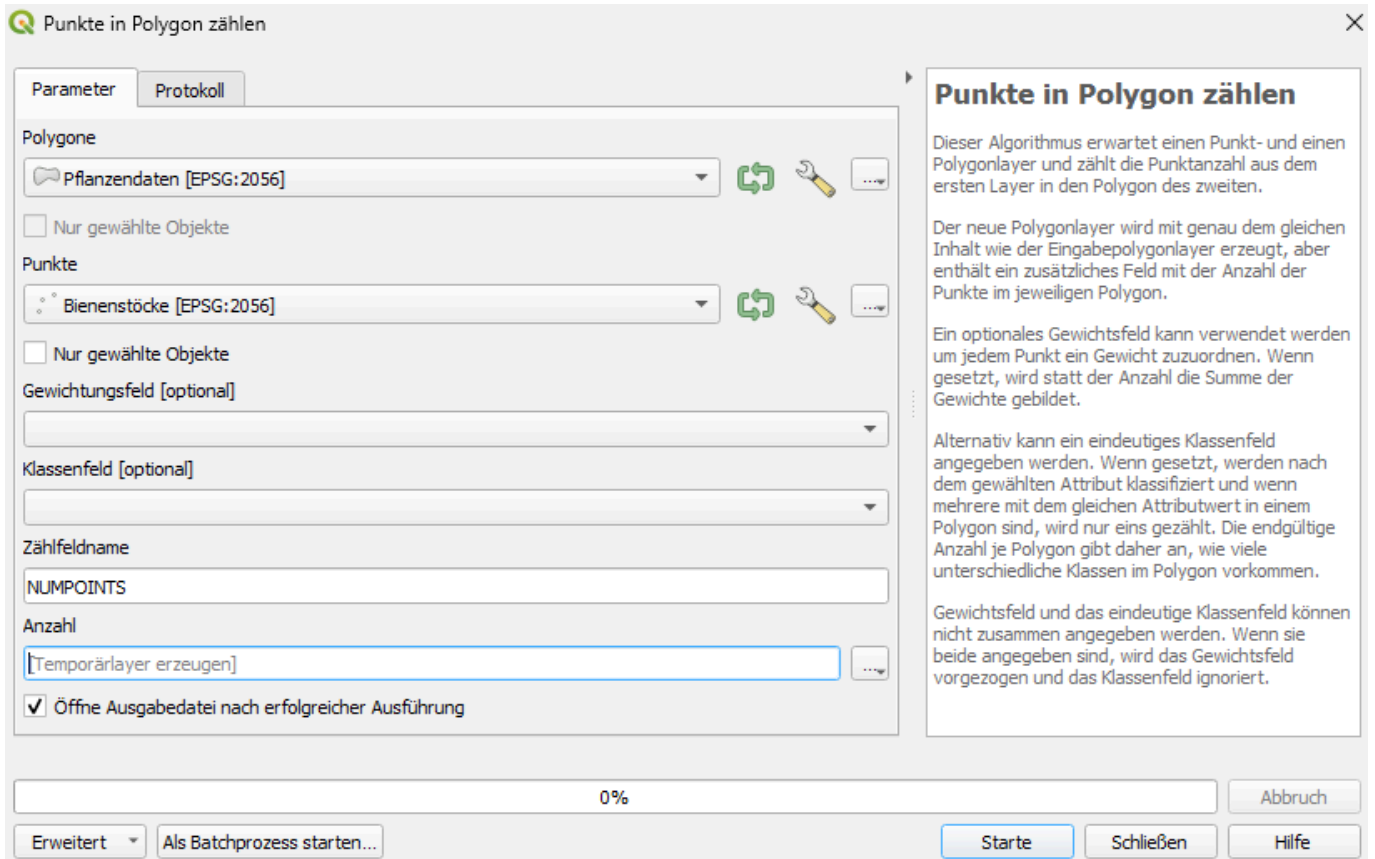 Punkte in Polygon zählen
Parameter
Protokoll
Polygone
Pflanzendaten [EPSG:2056]
Nur gewählte Objekte
Punkte
Bienenstöcke [EPSG:2056]
Nur gewählte Objekte
Gewichtungsfeld [optional]
Klassenfeld [optional]
Zählfeldname
NUMPOINTS
Anzahl
[Temporärlayer erzeugen]
Öffne Ausgabedatei nach erfolgreicher Ausführung
Punkte in Polygon zählen
Dieser Algorithmus erwartet einen Punkt- und einen
Polygonlayer und zählt die Punktanzahl aus dem
ersten Layer in den Polygon des zweiten.
Der neue Polygonlayer wird mit genau dem gleichen
Inhalt wie der Eingabepolygonlayer erzeugt, aber
enthält ein zusätzliches Feld mit der Anzahl der
Punkte im jeweiligen Polygon.
Ein optionales Gewichtsfeld kann verwendet werden
um jedem Punkt ein Gewicht zuzuordnen. Wenn
gesetzt, wird statt der Anzahl die Summe der
Gewichte gebildet.
Alternativ kann ein eindeutiges Klassenfeld
angegeben werden. Wenn gesetzt, werden nach
dem gewählten Attribut klassifiziert und wenn
mehrere mit dem gleichen Attributwert in einem
Polygon sind, wird nur eins gezählt. Die endgültige
Anzahl je Polygon gibt daher an, wie viele
unterschiedliche Klassen im Polygon vorkommen.
Gewichtsfeld und das eindeutige Klassenfeld können
nicht zusammen angegeben werden. Wenn sie
beide angegeben sind, wird das Gewichtsfeld
vorgezogen und das Klassenfeld ignoriert.
0%
Abbruch
Erweitert
Als Batchprozess starten...
Starte
Schließen
Hilfe